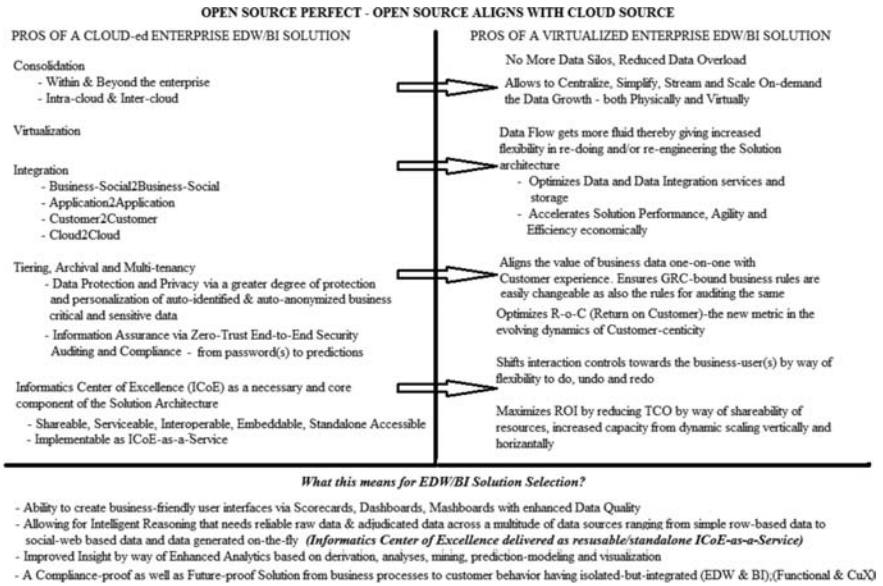 OPEN SOURCE PERFECT - OPEN SOURCE ALIGNS WITH CLOUD SOURCE
PROS OF A CLOUD-ed ENTERPRISE EDW/BI SOLUTION
Consolidation
- Within & Beyond the enterprise
- Intra-cloud & Inter-cloud
Virtualization
Integration
- Business-Social2Business-Social
- Application2Application
- Customer2Customer
- Cloud2Cloud
Tiering, Archival and Multi-tenancy
- Data Protection and Privacy via a greater degree of protection
and personalization of auto-identified & auto-anonymized business
critical and sensitive data
- Information Assurance via Zero-Trust End-to-End Security
Auditing and Compliance - from password(s) to predictions
Informatics Center of Excellence (ICoE) as a necessary and core
component of the Solution Architecture
- Shareable, Serviceable, Interoperable, Embeddable, Standalone Accessible
- Implementable as ICoE-as-a-Service
PROS OF A VIRTUALIZED ENTERPRISE EDW/BI SOLUTION
No More Data Silos, Reduced Data Overload
Allows to Centralize, Simplify, Stream and Scale On-demand
the Data Growth - both Physically and Virtually
Data Flow gets more fluid thereby giving increased
flexibility in re-doing and/or re-engineering the Solution
architecture
- Optimizes Data and Data Integration services and
storage
- Accelerates Solution Performance, Agility and
Efficiency economically
Aligns the value of business data one-on-one with
Customer experience. Ensures GRC-bound business rules are
easily changeable as also the rules for auditing the same
Optimizes R-o-C (Return on Customer)-the new metric in the
evolving dynamics of Customer-centicity
Shifts interaction controls towards the business-user(s) by way of
flexibility to do, undo and redo
Maximizes ROI by reducing TCO by way of shareability of
resources, increased capacity from dynamic scaling vertically and
horizantally
What this means for EDW/BI Solution Selection?
- Ability to create business-friendly user interfaces via Scorecards, Dashboards, Mashboards with enhanced Data Quality
- Allowing for Intelligent Reasoning that needs reliable raw data & adjudicated data across a multitude of data sources ranging from simple row-based data to
social-web based data and data generated on-the-fly (Informatics Center of Excellence delivered as resusable/standalone ICoE-as-a-Service)
- Improved Insight by way of Enhanced Analytics based on derivation, analyses, mining, prediction-modeling and visualization
- A Compliance-proof as well as Future-proof Solution from business processes to customer behavior having isolated-but-integrated (EDW & BI),(Functional & CuX)